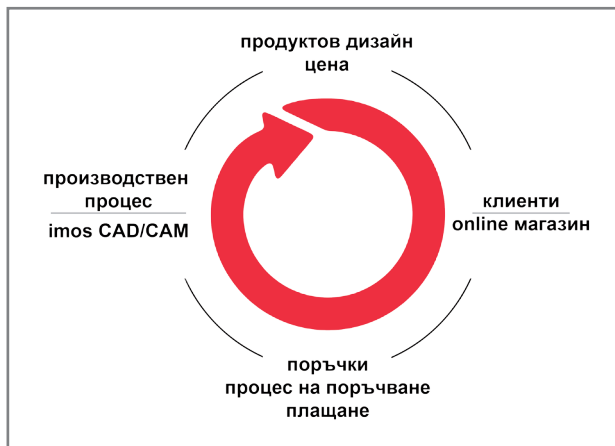 продуктов дизайн
цена
клиенти
online магазин
поръчки
процес на поръчване
плащане
производствен
процес
imos CAD/CAM